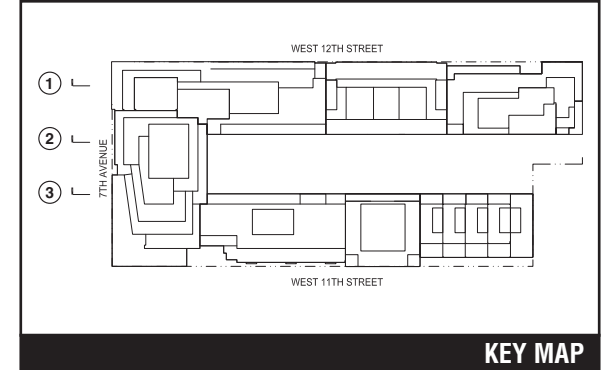 WEST 12TH STREET
1
2
3
7TH AVENUE
WEST 11TH STREET
KEY MAP